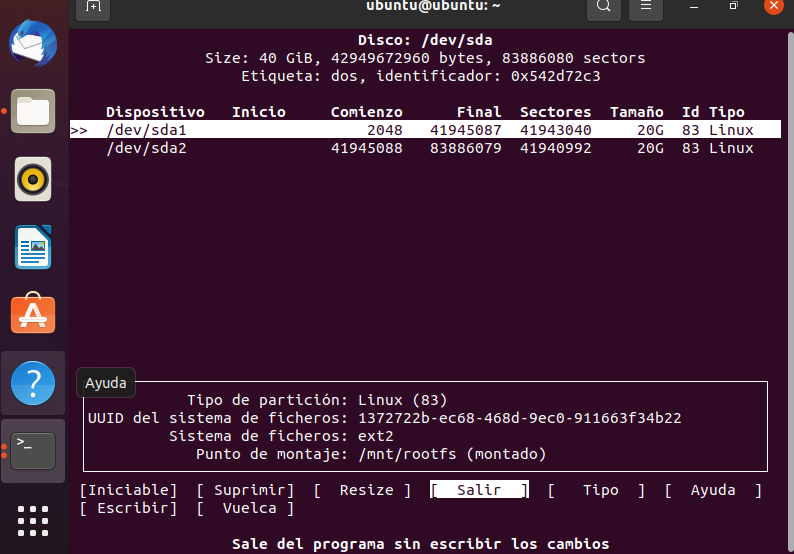 ubuntu@ubuntu: ~
Disco: /dev/sda
Size: 40 GiB, 42949672960 bytes, 83886080 sectors
Etiqueta: dos, identificador: 0x542d72c3
Dispositivo Inicio Comienzo Final Sectores Tamaño Id Tipo
>> /dev/sda1 2048 41945087 41943040 20G 83 Linux
/dev/sda2 41945088 83886079 41940992 20G 83 Linux
Ayuda
Tipo de partición: Linux (83)
UUID del sistema de ficheros: 1372722b-ec68-468d-9ec0-911663f34b22
Sistema de ficheros: ext2
Punto de montaje: /mnt/rootfs (montado)
[Iniciable] [ Suprimir] [ Resize ] [ Salir ] [ Tipo ] [ Ayuda ]
[ Escribir] [ Vuelca ]
Sale del programa sin escribir los cambios